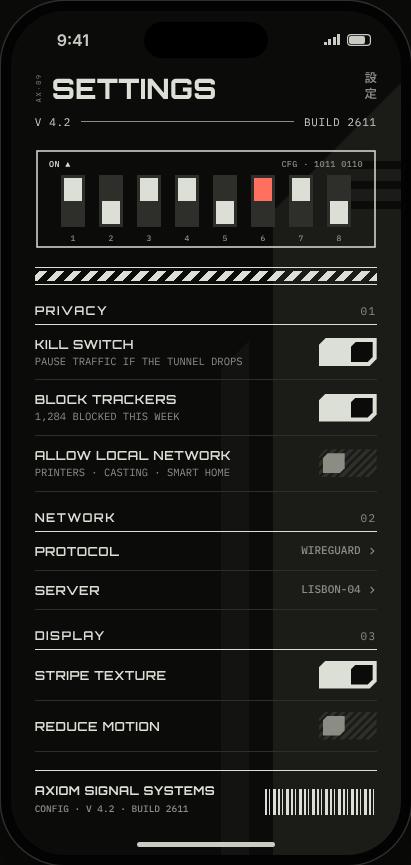 9:41
AX-09
SETTINGS
設定
V 4.2
BUILD 2611
ON ▲
CFG · 1011 0110
1 2 3 4 5 6 7 8
PRIVACY 01
KILL SWITCH
PAUSE TRAFFIC IF THE TUNNEL DROPS
BLOCK TRACKERS
1,284 BLOCKED THIS WEEK
ALLOW LOCAL NETWORK
PRINTERS · CASTING · SMART HOME
NETWORK 02
PROTOCOL WIREGUARD >
SERVER LISBON-04 >
DISPLAY 03
STRIPE TEXTURE
REDUCE MOTION
AXIOM SIGNAL SYSTEMS
CONFIG · V 4.2 · BUILD 2611